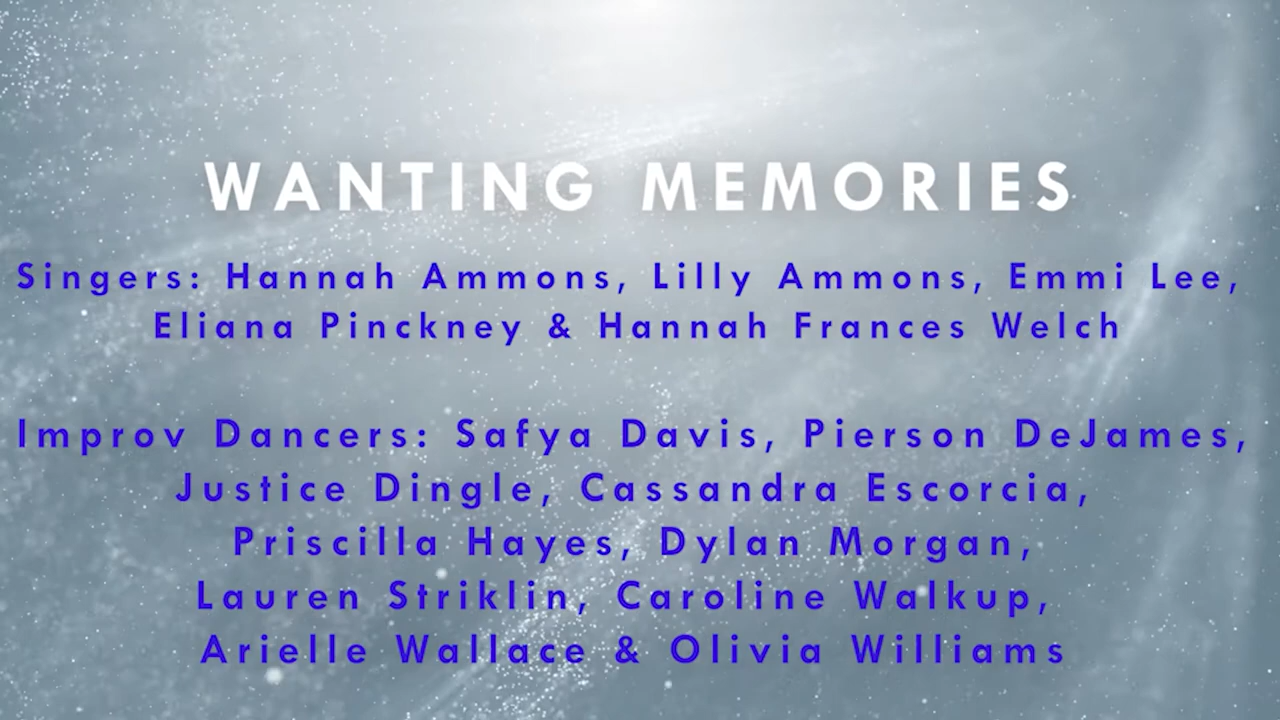 WANTING MEMORIES
Singers: Hannah Ammons, Lilly Ammons, Emmi Lee,
Eliana Pinckney & Hannah Frances Welch
Improv Dancers: Safya Davis, Pierson DeJames,
Justice Dingle, Cassandra Escorcia,
Priscilla Hayes, Dylan Morgan,
Lauren Striklin, Caroline Walkup,
Arielle Wallace & Olivia Williams